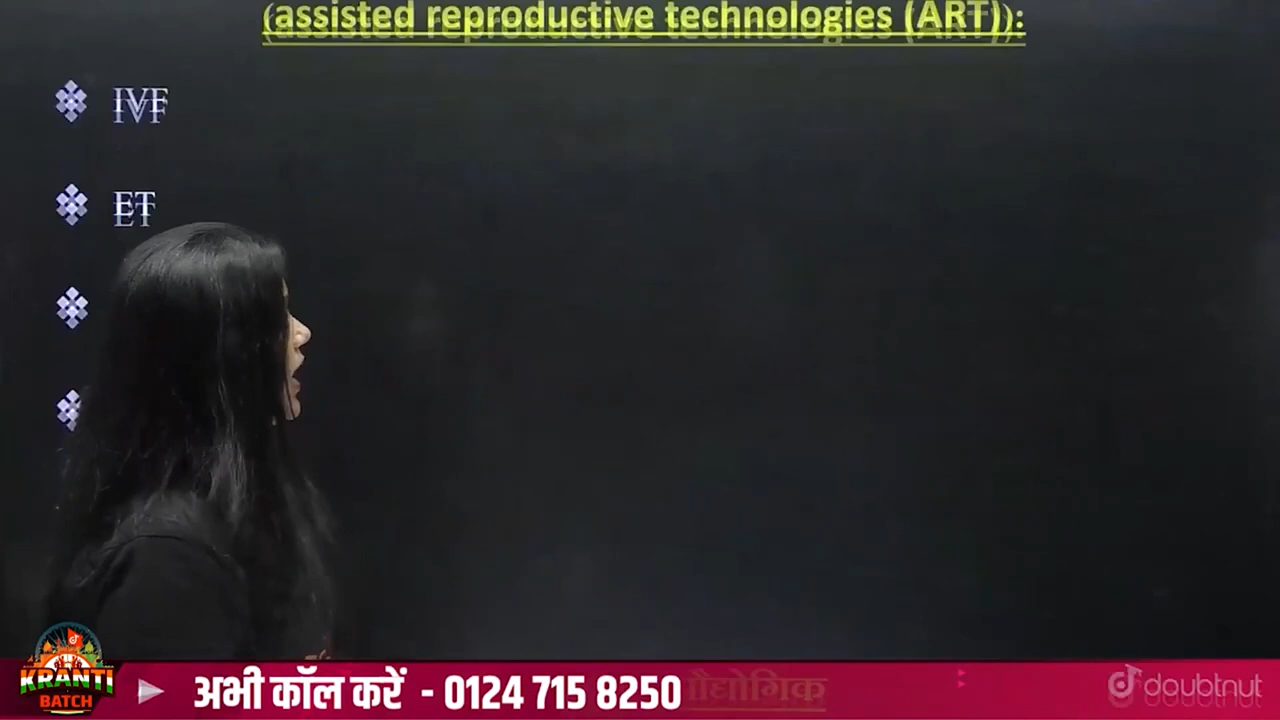 (assisted reproductive technologies (ART)):
IVF
ET
KRANTI
BATCH
अभी कॉल करें - 0124 715 8250
doubtnut